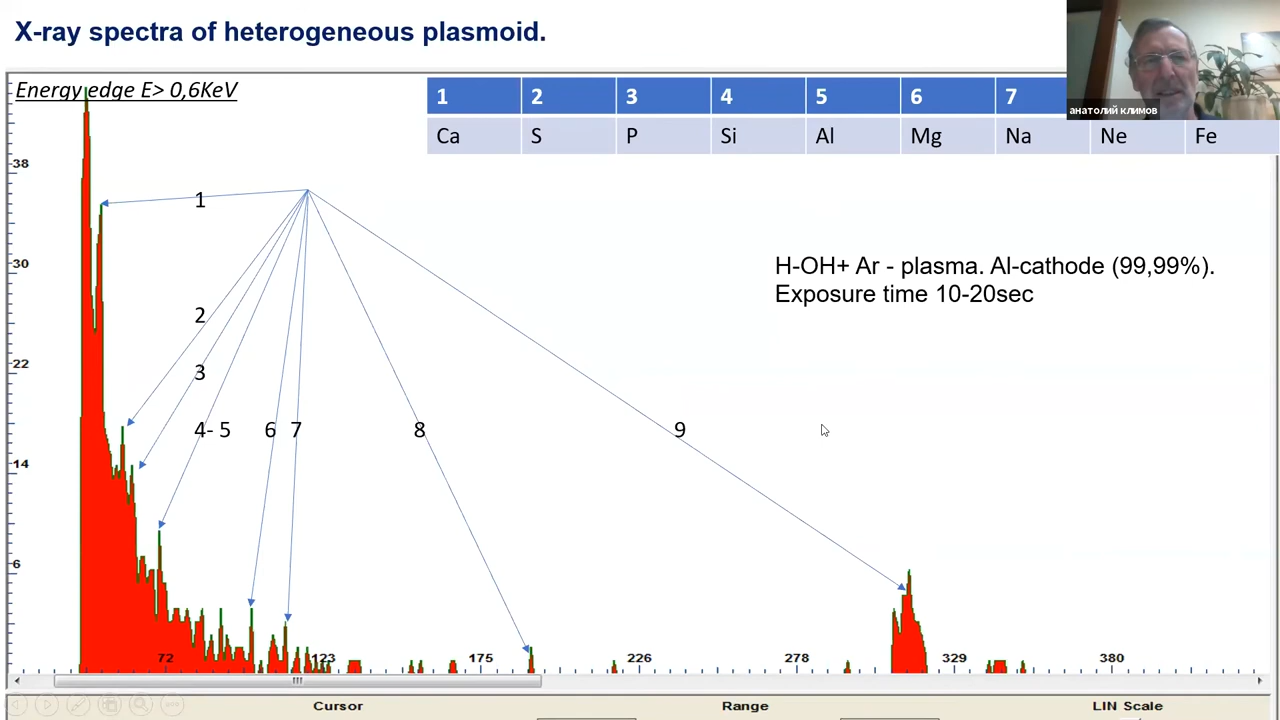 X-ray spectra of heterogeneous plasmoid.
Energy edge E> 0,6KeV
1 2 3 4 5 6 7
Ca S P Si Al Mg Na Ne Fe
анатолий климов
H-OH+ Ar - plasma. Al-cathode (99,99%).
Exposure time 10-20sec
38
30
22
14
6
1
2
3
4- 5 6 7 8 9
72 123 175 226 278 329 380
Cursor Range LIN Scale